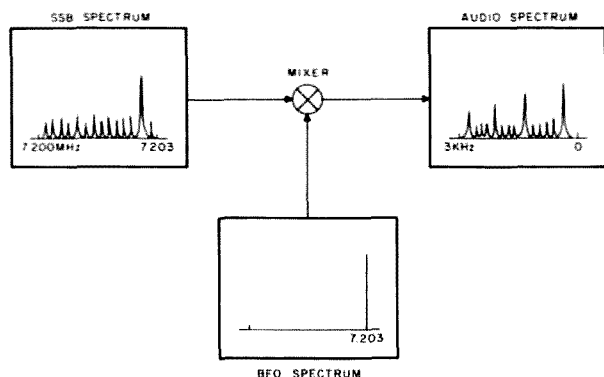 SSB SPECTRUM
AUDIO SPECTRUM
MIXER
7.200MHz 7.203
3KHz 0
7.203
BFO SPECTRUM